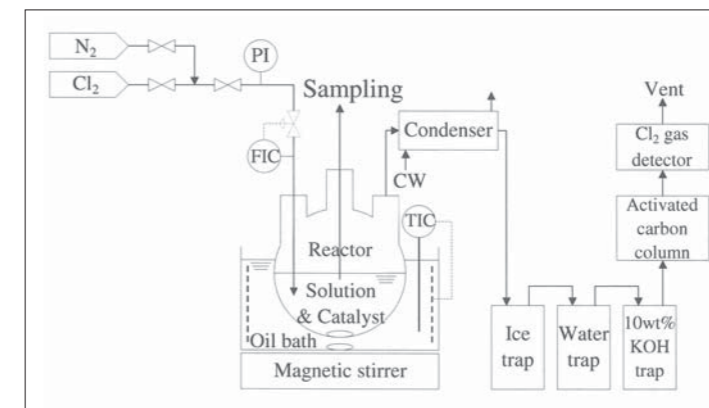 N2
Cl2
PI
Sampling
Vent
Condenser
Cl2 gas
detector
FIC
CW
TIC
Activated
carbon
column
Reactor
Solution
& Catalyst
Oil bath
Magnetic stirrer
Ice
trap
Water
trap
10wt%
KOH
trap